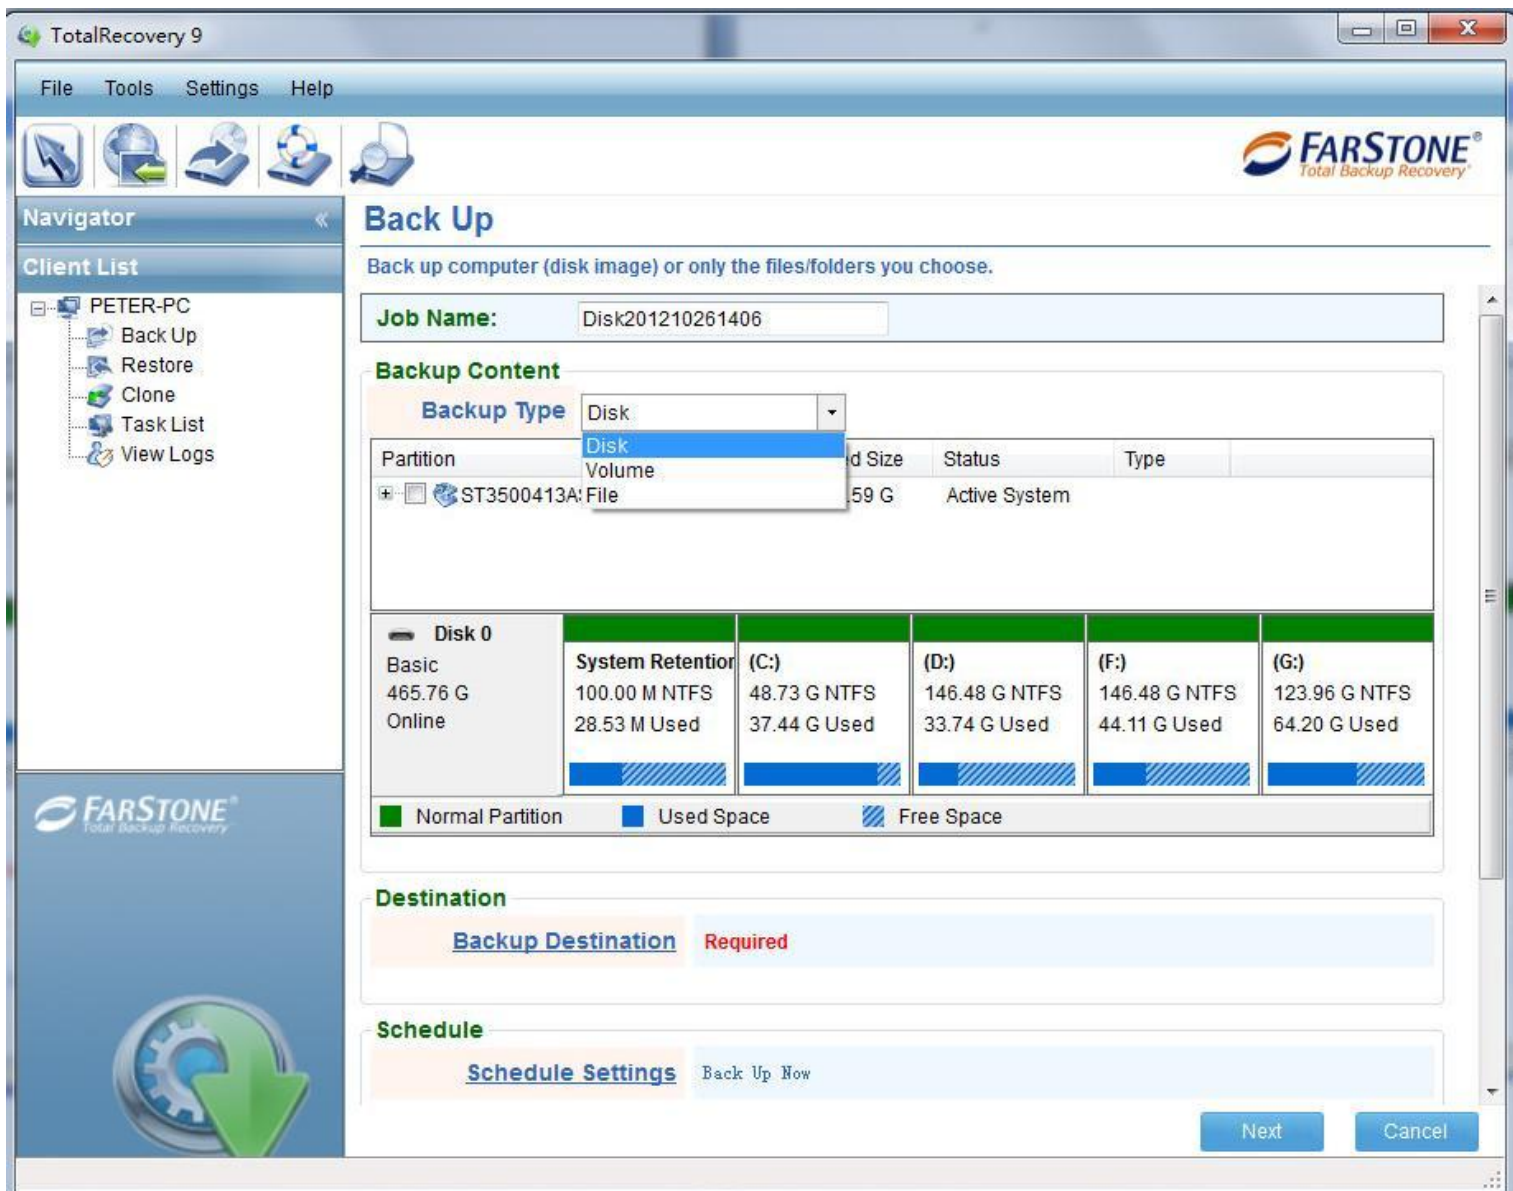 TotalRecovery 9
File Tools Settings Help
FARSTONE®
Total Backup Recovery
Navigator «
Client List
PETER-PC
Back Up
Restore
Clone
Task List
View Logs
FARSTONE®
Total Backup Recovery
Back Up
Back up computer (disk image) or only the files/folders you choose.
Job Name: Disk201210261406
Backup Content
Backup Type Disk
Disk
Volume
File
Partition Size Status Type
ST3500413A .59 G Active System
Disk 0
Basic
465.76 G
Online
System Retention
100.00 M NTFS
28.53 M Used
(C:)
48.73 G NTFS
37.44 G Used
(D:)
146.48 G NTFS
33.74 G Used
(F:)
146.48 G NTFS
44.11 G Used
(G:)
123.96 G NTFS
64.20 G Used
Normal Partition Used Space Free Space
Destination
Backup Destination Required
Schedule
Schedule Settings Back Up Now
Next Cancel